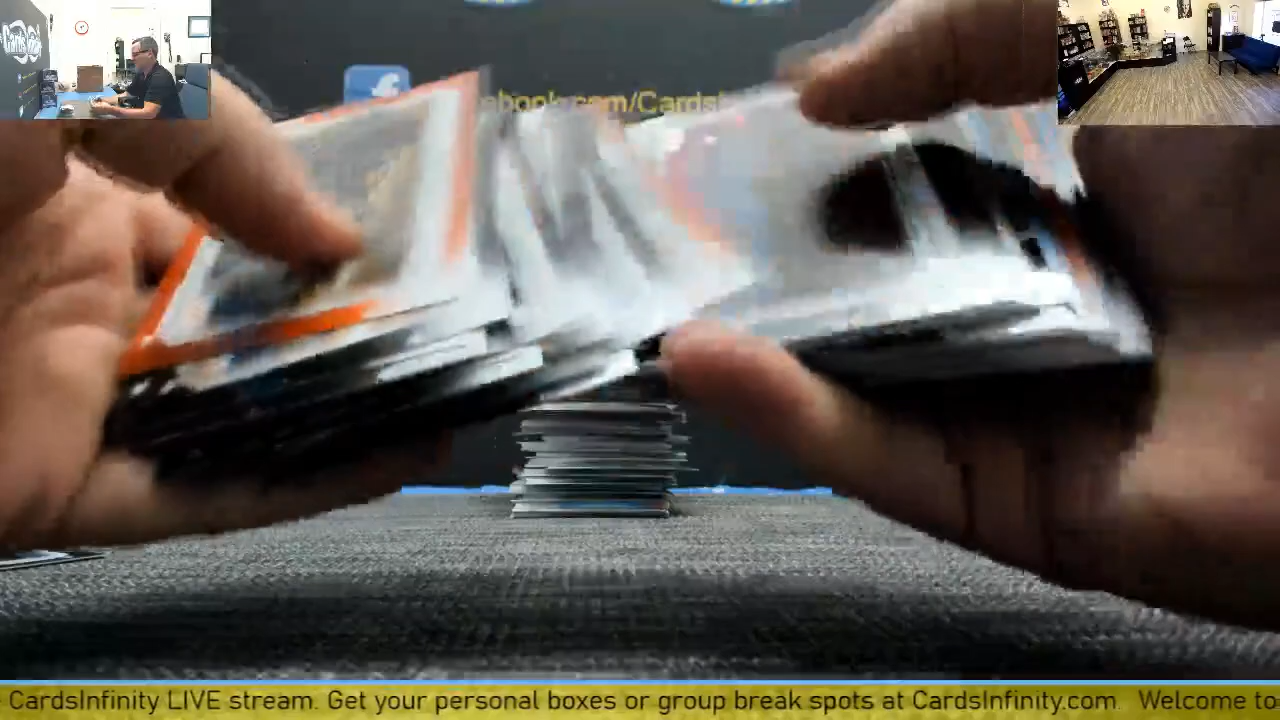 Cards
f
ebook.com/Cards
CardsInfinity LIVE stream. Get your personal boxes or group break spots at CardsInfinity.com. Welcome to